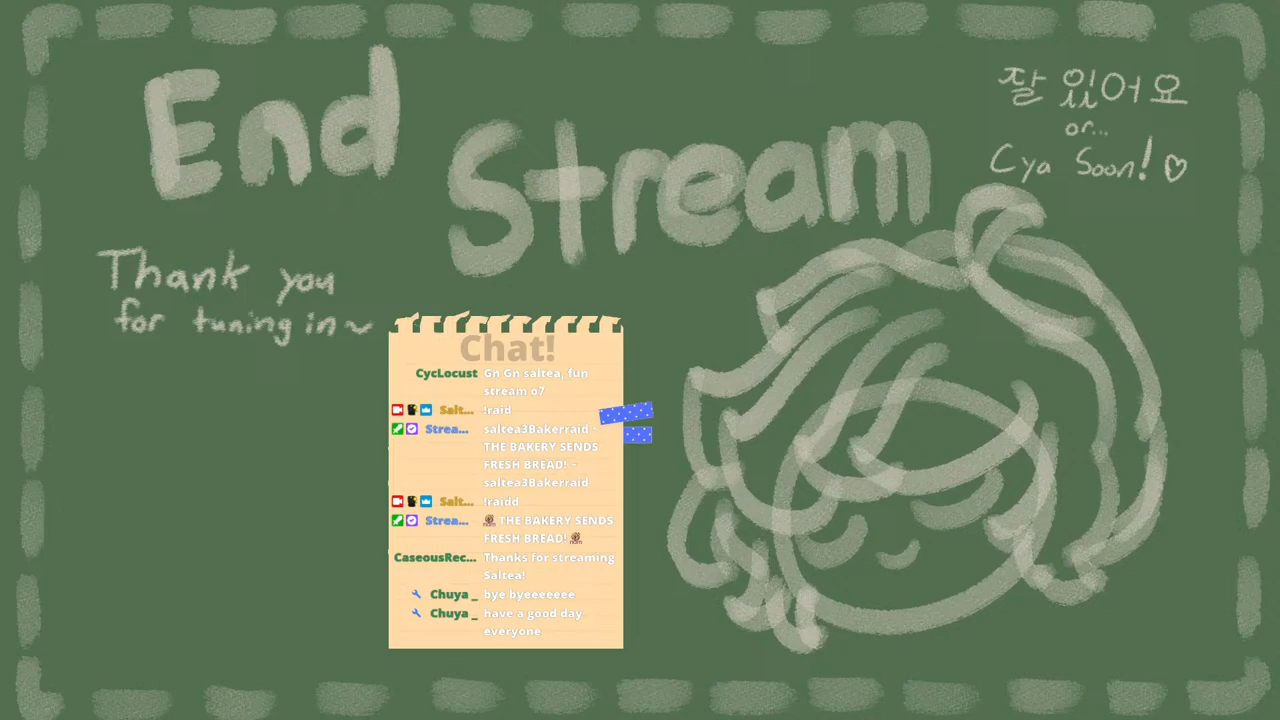 End
Stream
잘 있어요
or...
Cya Soon!♡
Thank you
for tuning in~
Chat!
CycLocust Gn Gn saltea, fun
stream o7
Salt... !raid
Strea... saltea3Bakerraid -
THE BAKERY SENDS
FRESH BREAD! -
saltea3Bakerraid
Salt... !raidd
Strea... THE BAKERY SENDS
FRESH BREAD!
CaseousRec... Thanks for streaming
Saltea!
Chuya _ bye byeeeeeee
Chuya _ have a good day
everyone